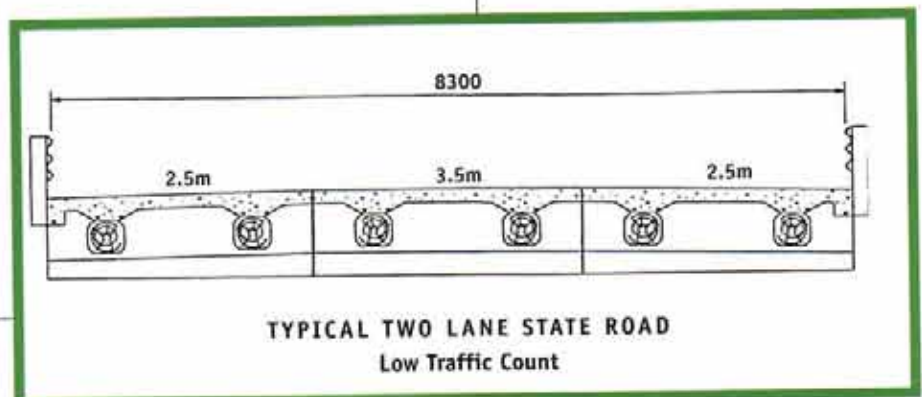 8300
2.5m 3.5m 2.5m
TYPICAL TWO LANE STATE ROAD
Low Traffic Count